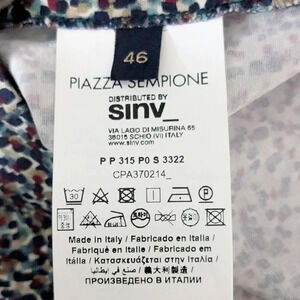 46
PIAZZA SEMPIONE
DISTRIBUTED BY
sinv_
VIA LAGO DI MISURINA 65
36015 SCHIO (VI) ITALY
www.sinv.com
P P 315 P0 S 3322
CPA370214_
30
Made in Italy / Fabricado en Italia /
Fabriqué en Italie / Fabricado em
Itália / Κατασκευάζεται στην Ιταλία
/ صنع في إيطاليا / 義大利製造 /
ПРОИЗВЕДЕНО В ИТАЛИИ